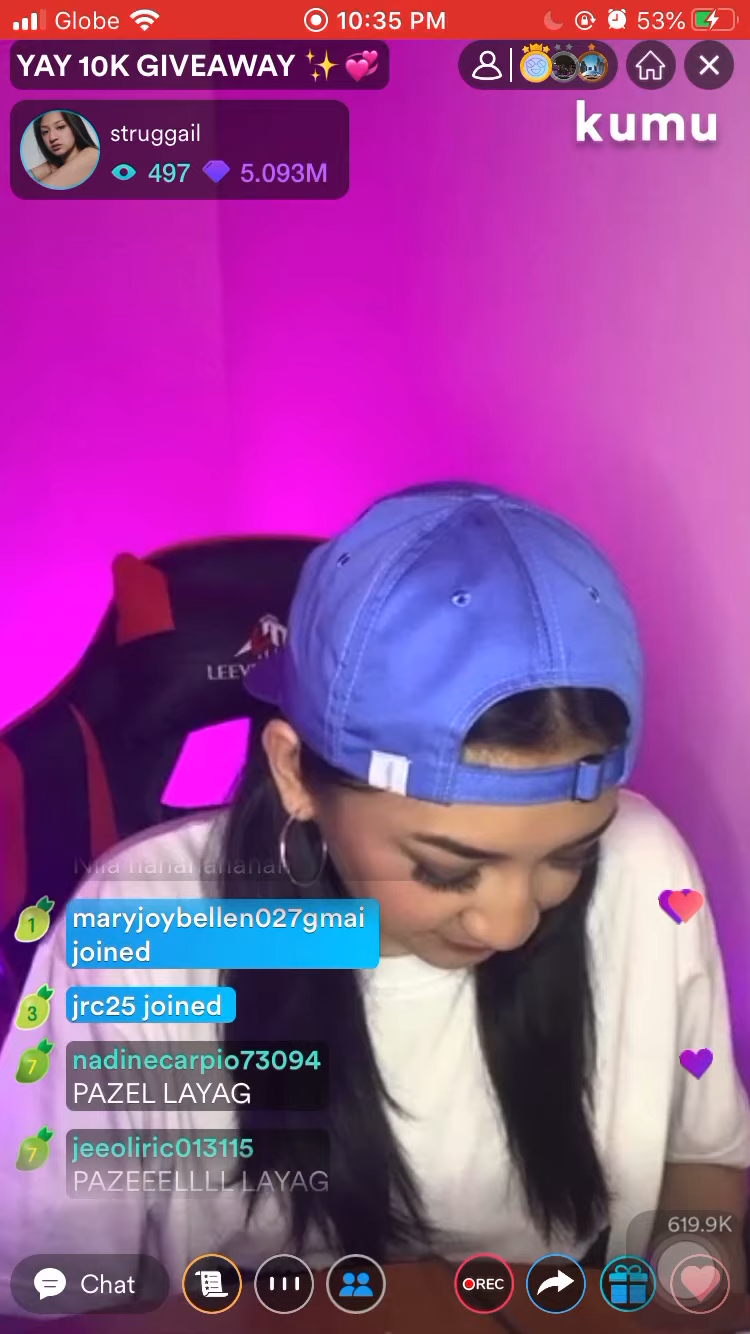 Globe 10:35 PM 53%
YAY 10K GIVEAWAY ✨💞
kumu
struggail
497 5.093M
maryjoybellen027gmai
joined
1
jrc25 joined
3
nadinecarpio73094
7
PAZEL LAYAG
jeeoliric013115
7
PAZEEELLLL LAYAG
619.9K
Chat
REC